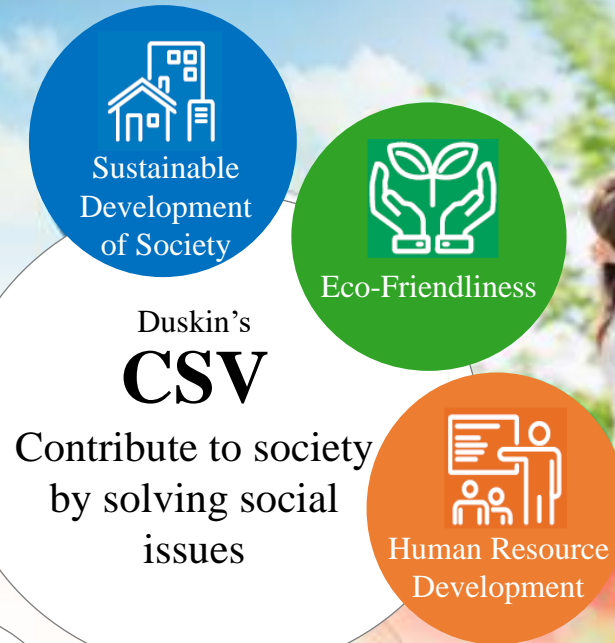 Sustainable
Development
of Society
Eco-Friendliness
Duskin's
CSV
Contribute to society
by solving social
issues
Human Resource
Development